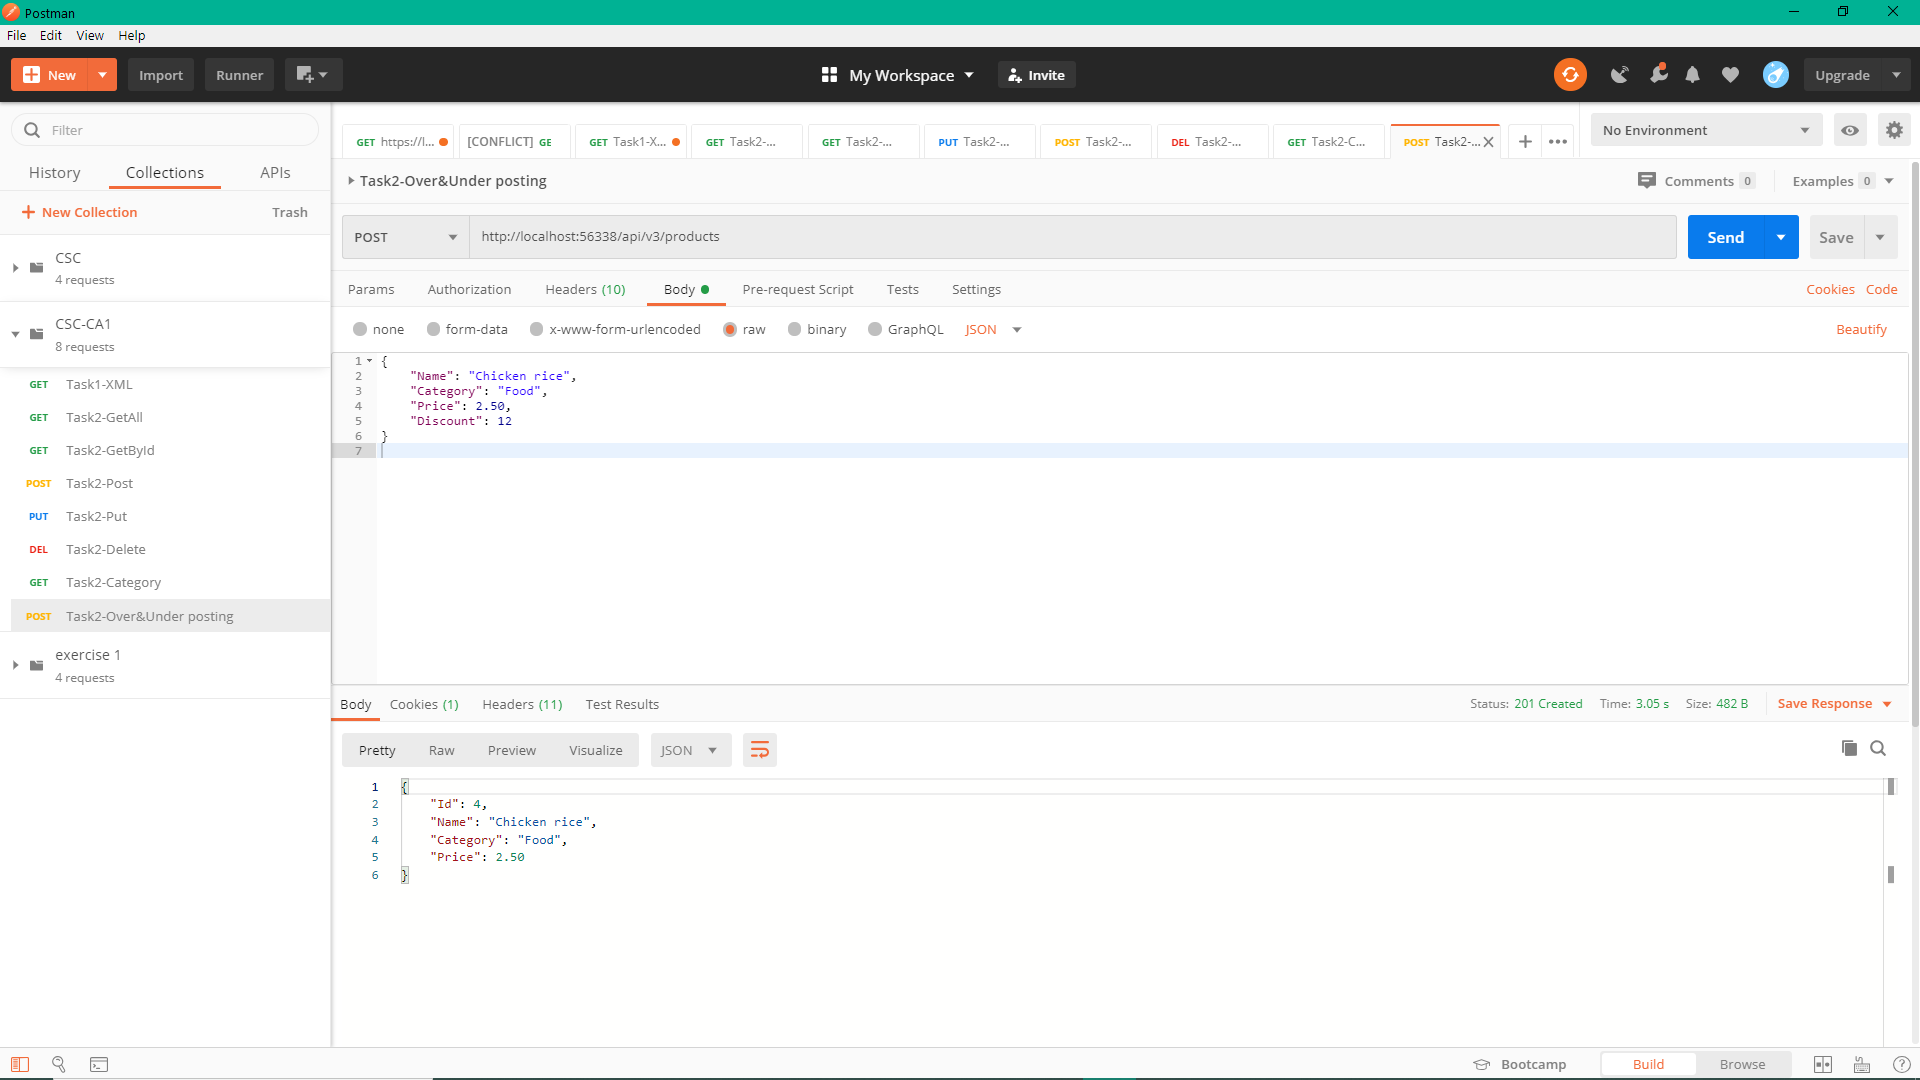 Postman
File Edit View Help
New Import Runner My Workspace Invite Upgrade
Filter
History Collections APIs
New Collection Trash
CSC
4 requests
CSC-CA1
8 requests
GET Task1-XML
GET Task2-GetAll
GET Task2-GetById
POST Task2-Post
PUT Task2-Put
DEL Task2-Delete
GET Task2-Category
POST Task2-Over&Under posting
exercise 1
4 requests
GET https://l... [CONFLICT] GE GET Task1-X... GET Task2-... GET Task2-... PUT Task2-... POST Task2-... DEL Task2-... GET Task2-C... POST Task2-... No Environment
Task2-Over&Under posting Comments 0 Examples 0
POST http://localhost:56338/api/v3/products Send Save
Params Authorization Headers (10) Body Pre-request Script Tests Settings Cookies Code
none form-data x-www-form-urlencoded raw binary GraphQL JSON Beautify
1 {
2 "Name": "Chicken rice",
3 "Category": "Food",
4 "Price": 2.50,
5 "Discount": 12
6 }
7
Body Cookies (1) Headers (11) Test Results Status: 201 Created Time: 3.05 s Size: 482 B Save Response
Pretty Raw Preview Visualize JSON
1 {
2 "Id": 4,
3 "Name": "Chicken rice",
4 "Category": "Food",
5 "Price": 2.50
6 }
Bootcamp Build Browse